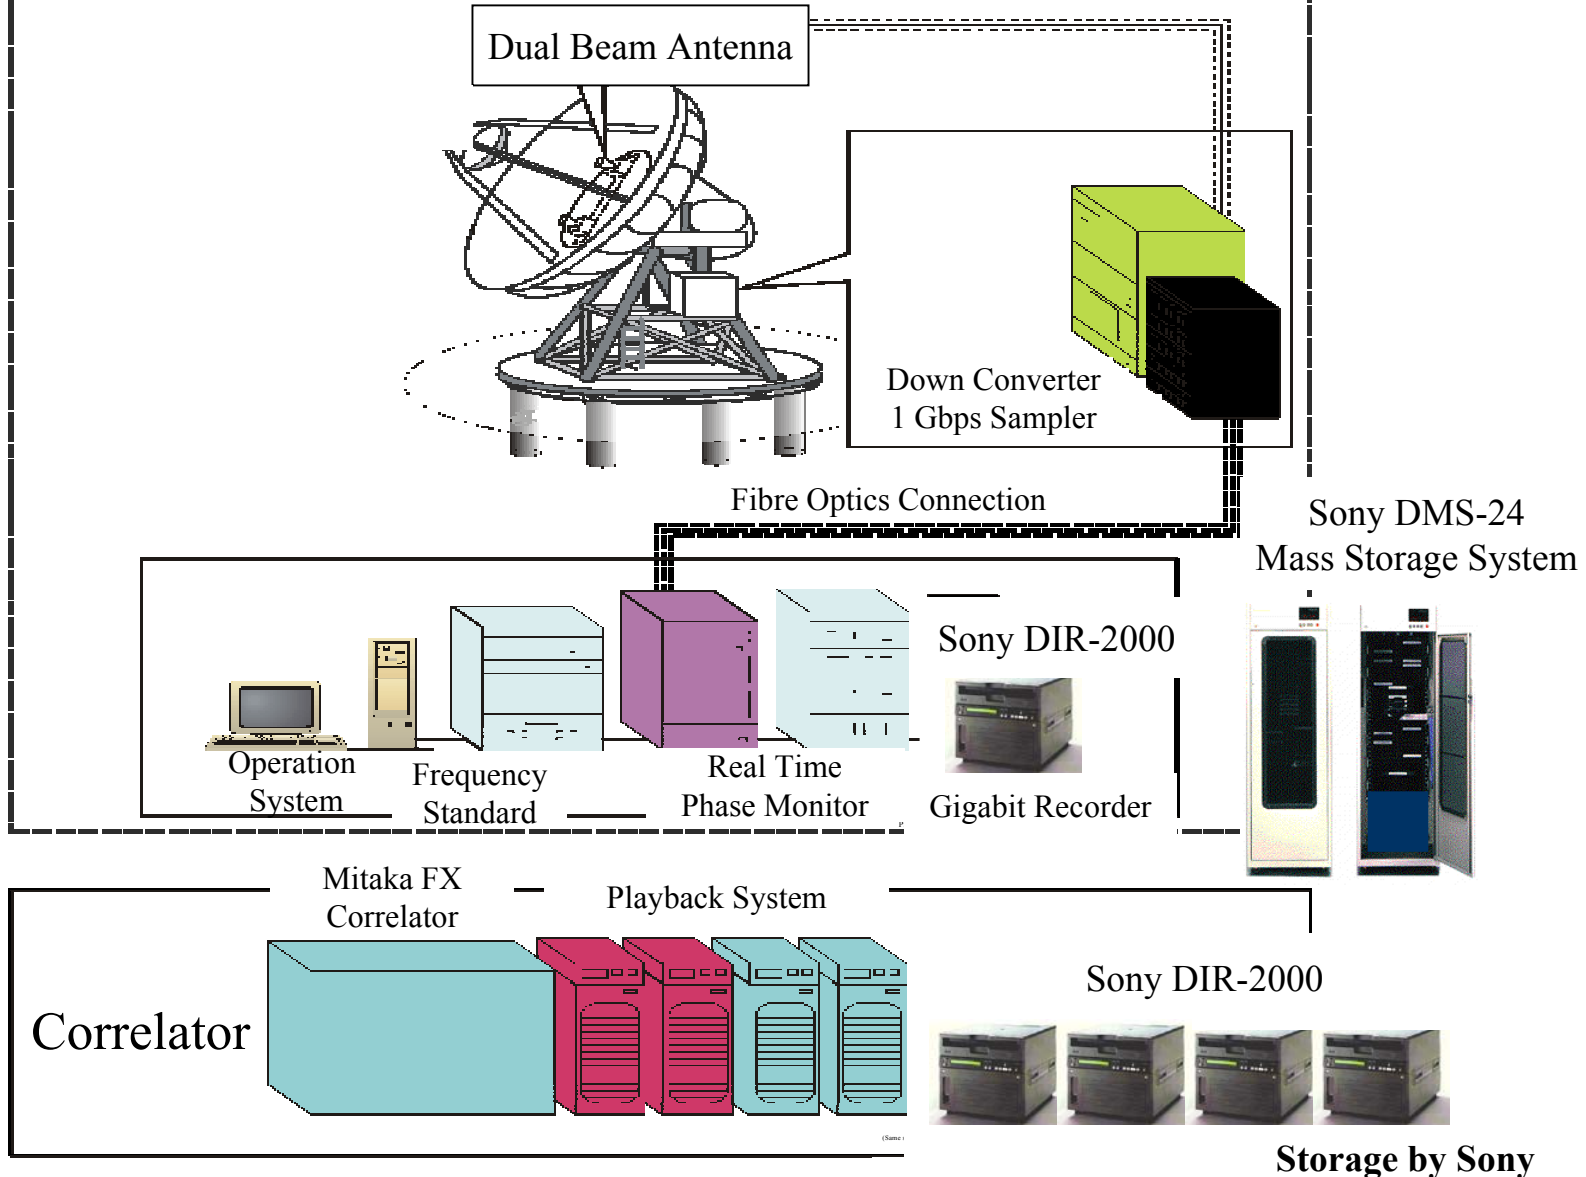 Dual Beam Antenna
Down Converter
1 Gbps Sampler
Fibre Optics Connection
Sony DMS-24
Mass Storage System
Sony DIR-2000
Operation
System
Frequency
Standard
Real Time
Phase Monitor
Gigabit Recorder
P
Mitaka FX
Correlator
Playback System
Correlator
Sony DIR-2000
(Same
Storage by Sony